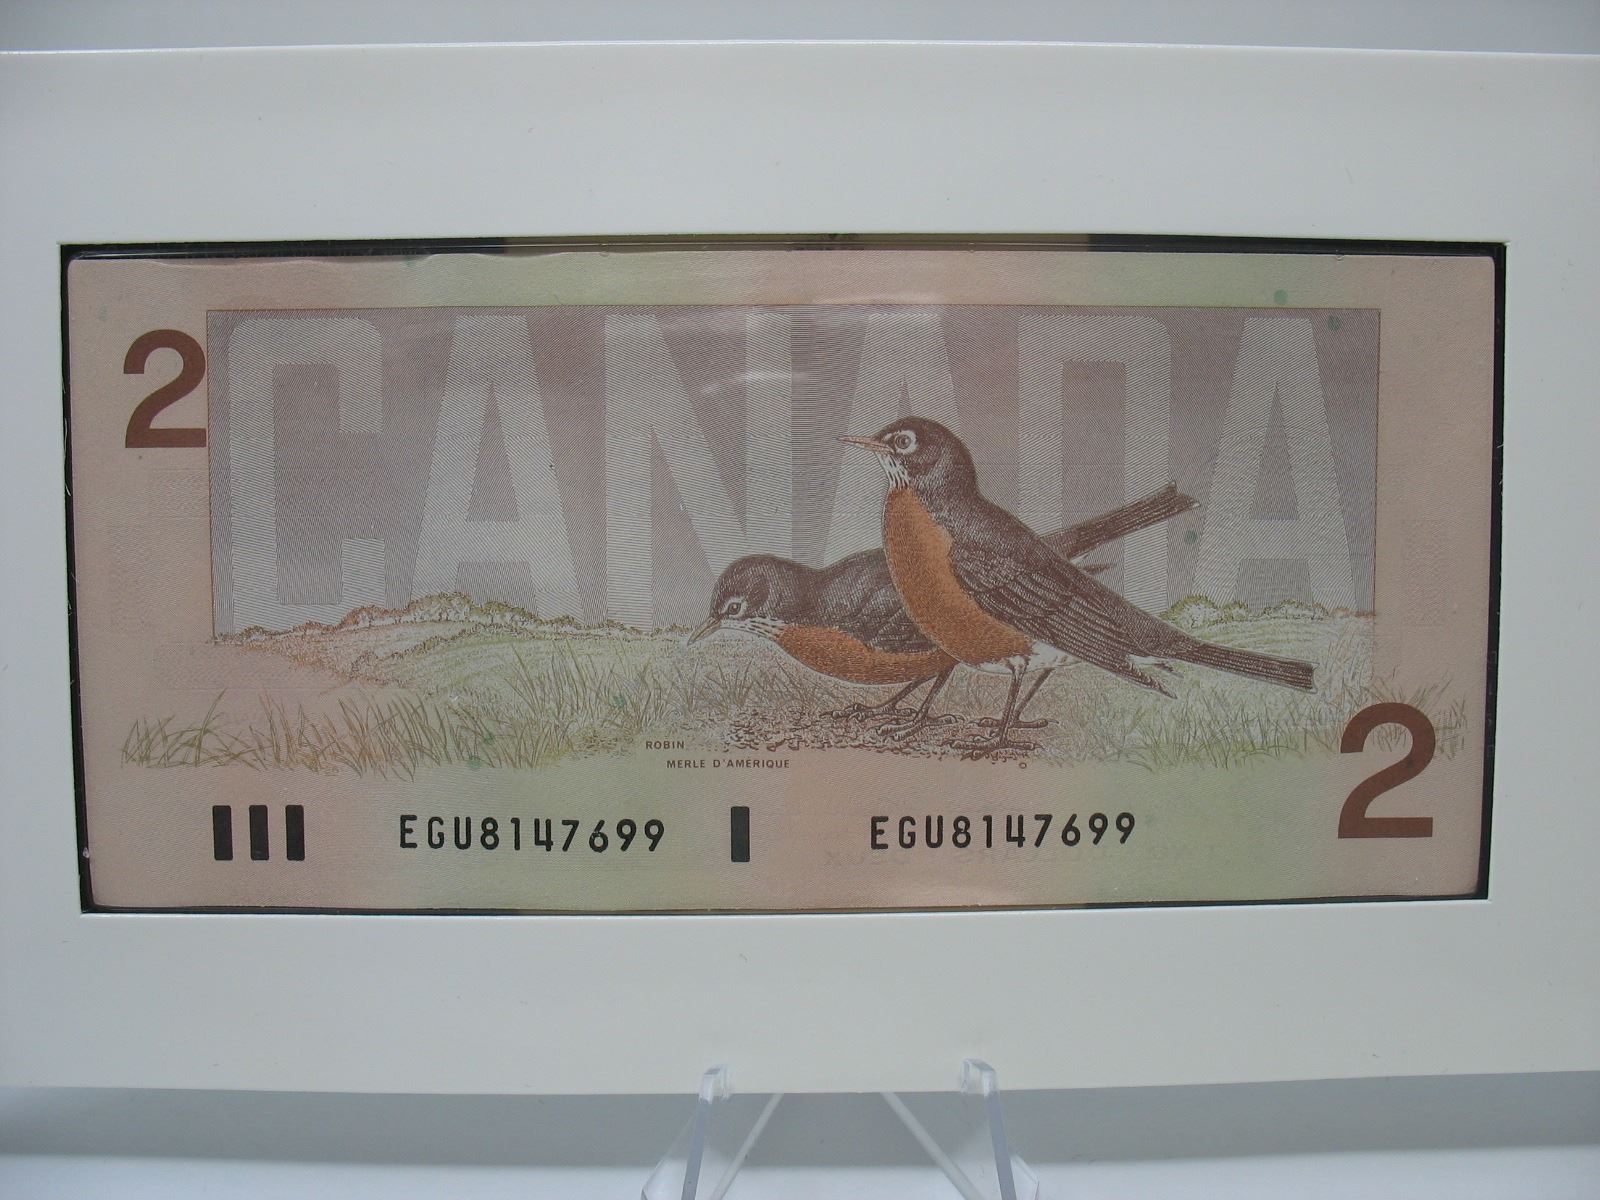 2
CANADA
ROBIN
MERLE D'AMÉRIQUE
EGU8147699 EGU8147699
2